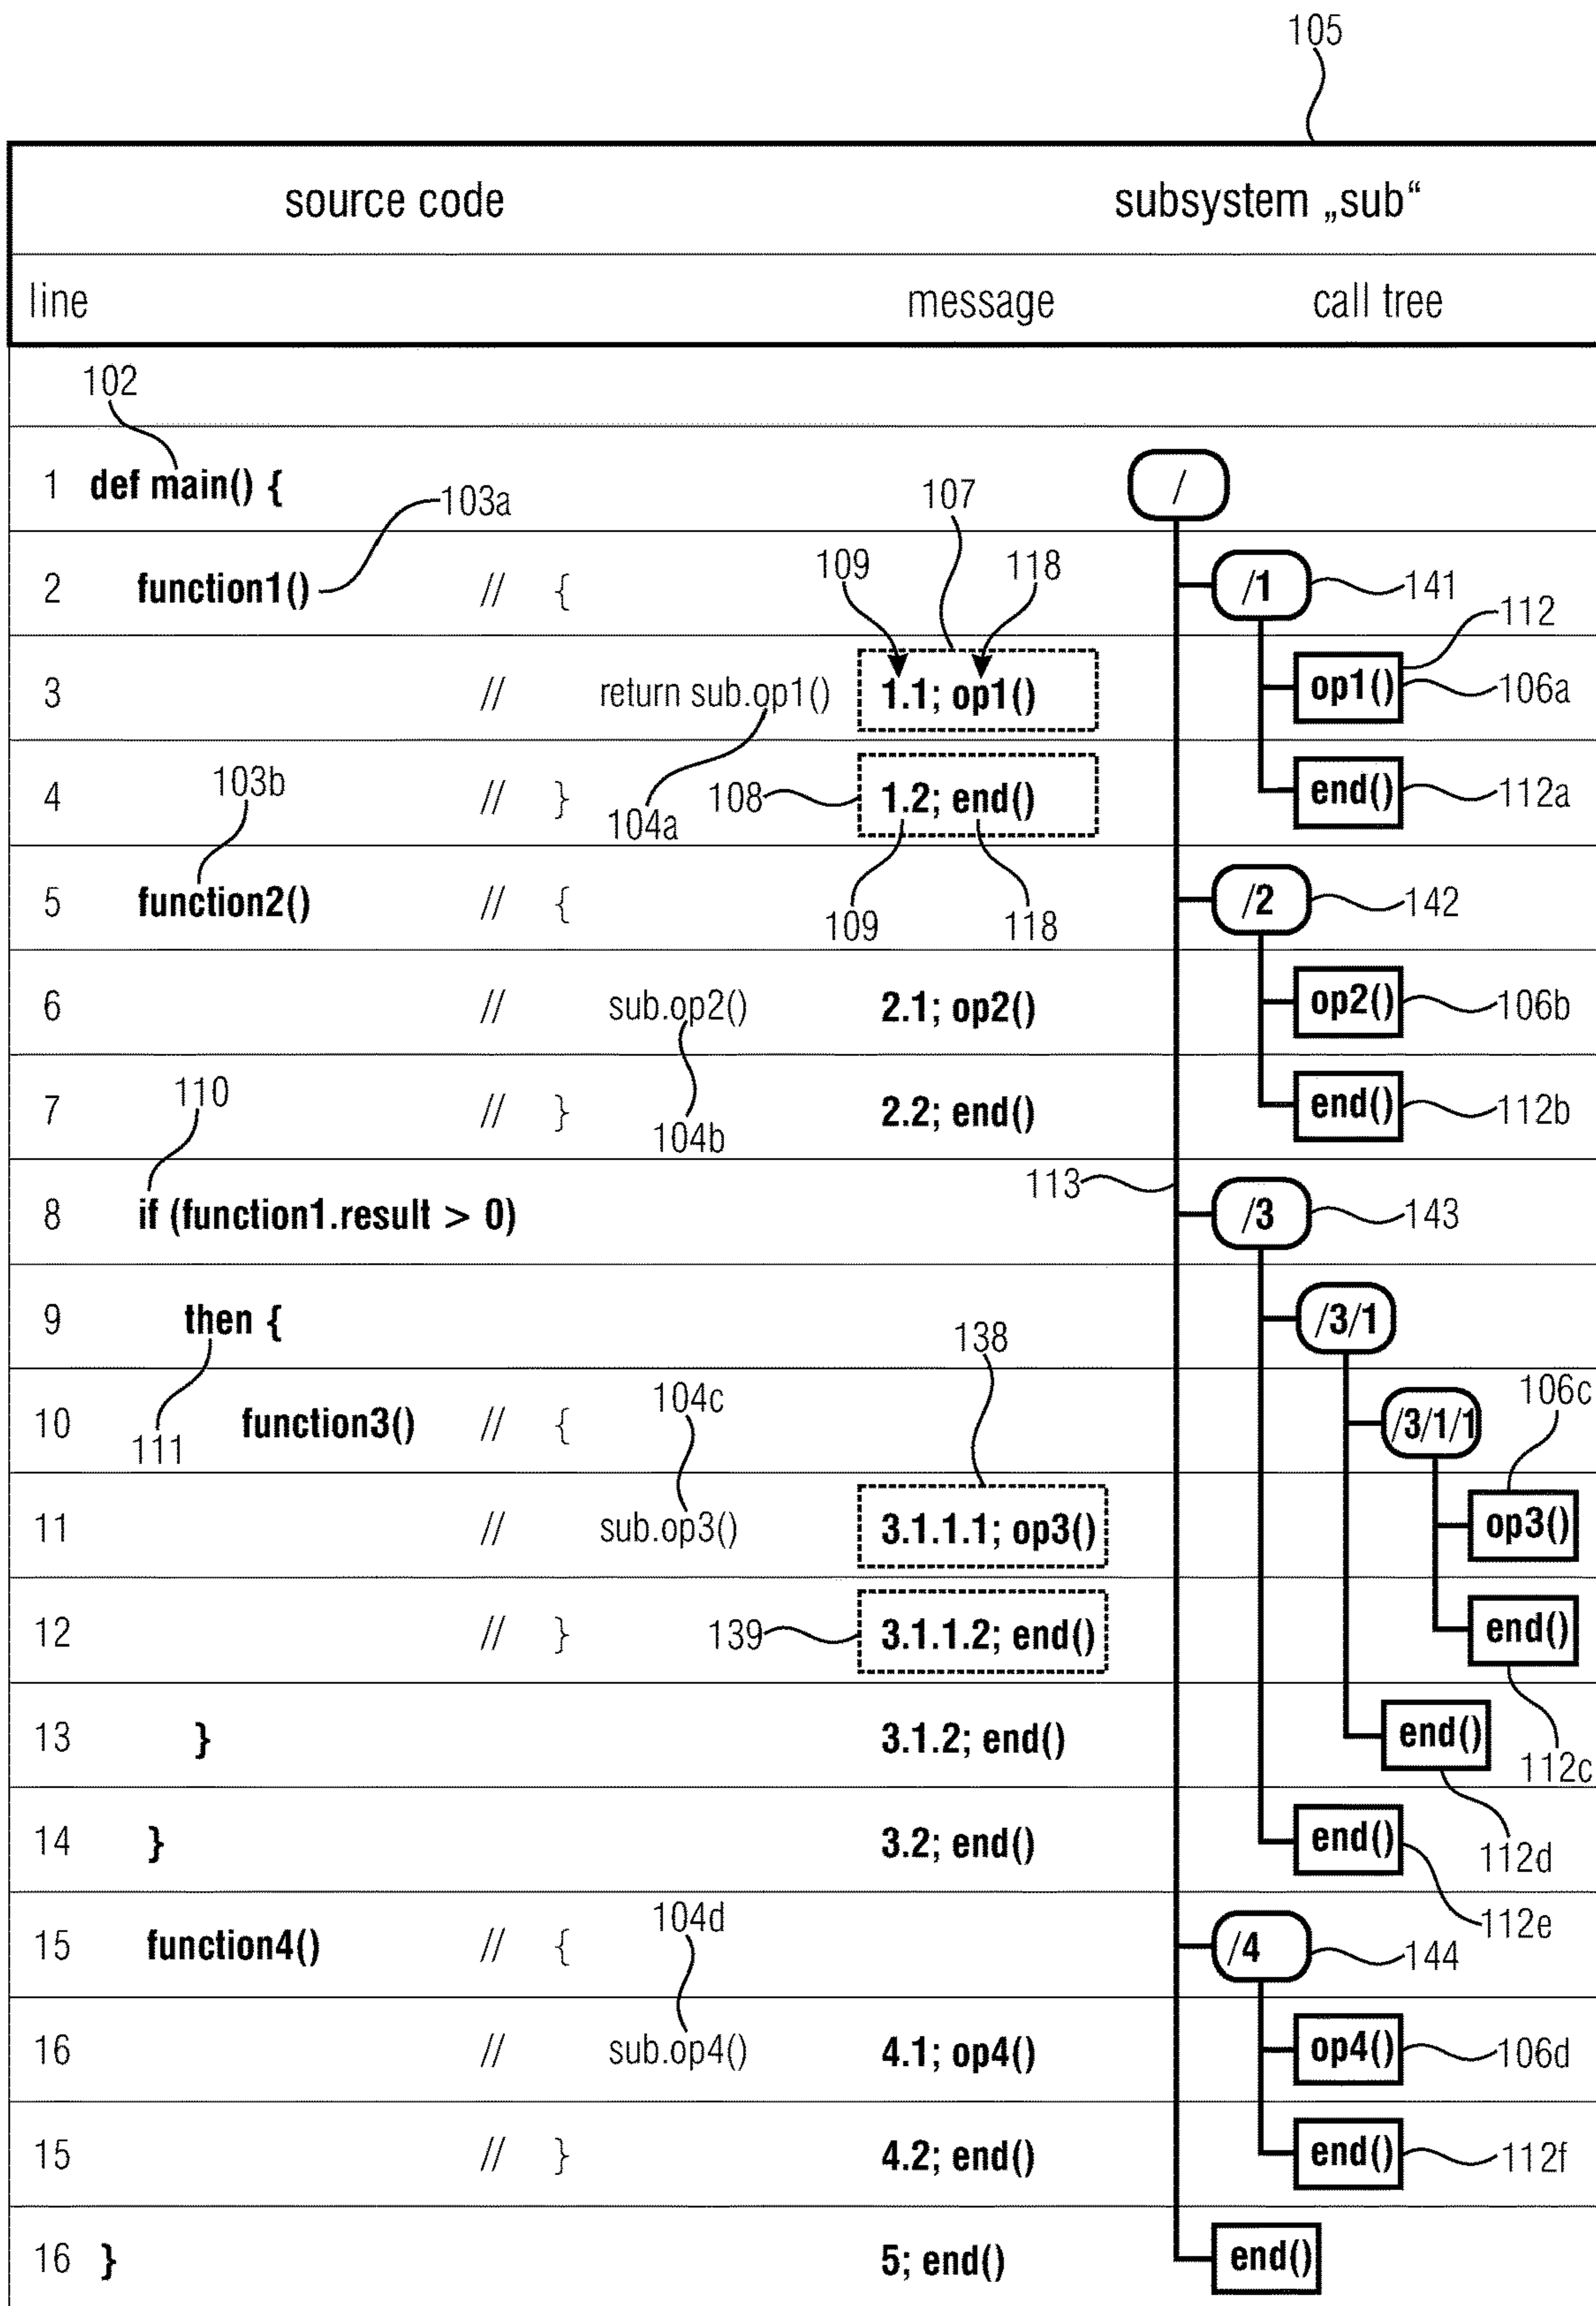 105
source code subsystem „sub“
line message call tree
102
1 def main() { /
103a 107
2 function1() // { 109 118 /1 141
112
3 // return sub.op1() 1.1; op1() op1() 106a
103b
4 // } 104a 108 1.2; end() end() 112a
5 function2() // { 109 118 /2 142
6 // sub.op2() 2.1; op2() op2() 106b
110
7 // } 104b 2.2; end() end() 112b
113
8 if (function1.result > 0) /3 143
9 then { 138 /3/1
104c 106c
10 111 function3() // { /3/1/1
11 // sub.op3() 3.1.1.1; op3() op3()
12 // } 139 3.1.1.2; end() end()
13 } 3.1.2; end() end() 112c
14 } 3.2; end() end() 112d
104d 112e
15 function4() // { /4 144
16 // sub.op4() 4.1; op4() op4() 106d
15 // } 4.2; end() end() 112f
16 } 5; end() end()